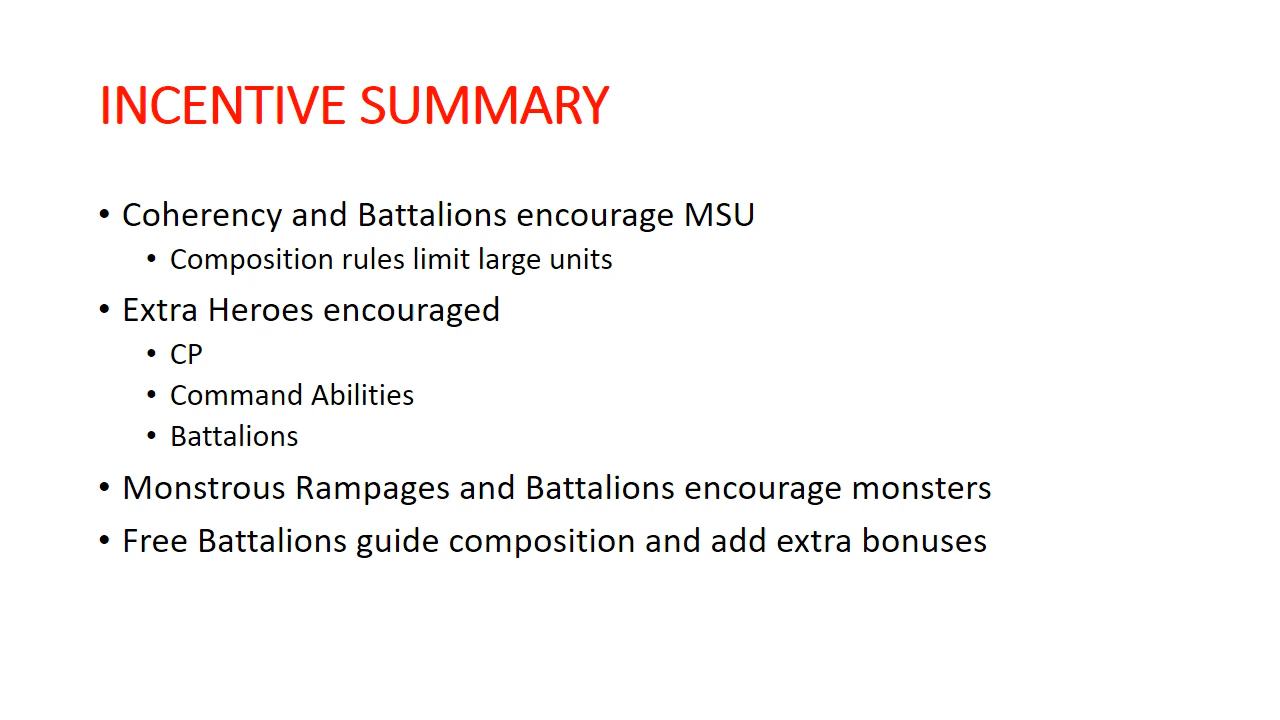 INCENTIVE SUMMARY
• Coherency and Battalions encourage MSU
• Composition rules limit large units
• Extra Heroes encouraged
• CP
• Command Abilities
• Battalions
• Monstrous Rampages and Battalions encourage monsters
• Free Battalions guide composition and add extra bonuses